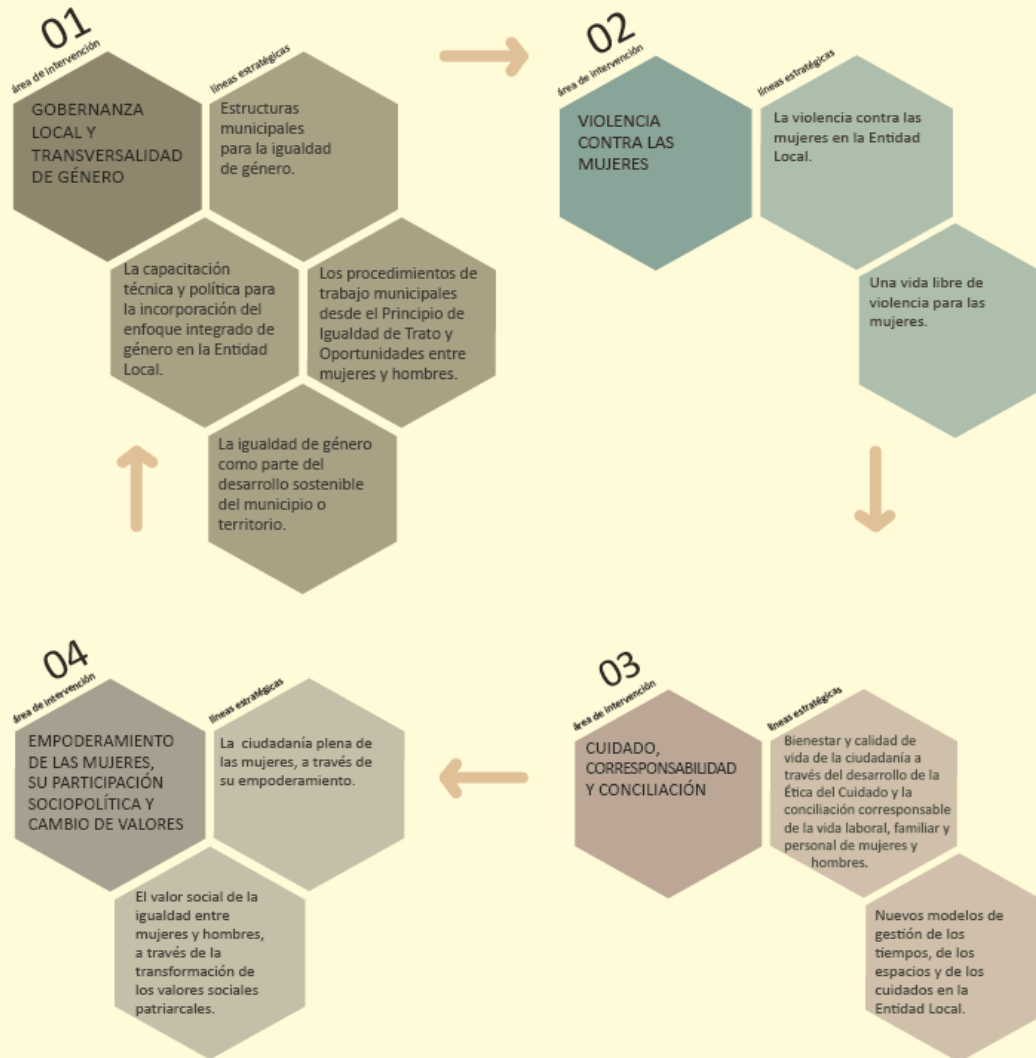 01
área de intervención
GOBERNANZA
LOCAL Y
TRANSVERSALIDAD
DE GÉNERO
líneas estratégicas
Estructuras
municipales
para la igualdad
de género.
La capacitación
técnica y política para
la incorporación del
enfoque integrado de
género en la Entidad
Local.
Los procedimientos de
trabajo municipales
desde el Principio de
Igualdad de Trato y
Oportunidades entre
mujeres y hombres.
La igualdad de género
como parte del
desarrollo sostenible
del municipio o
territorio.
02
área de intervención
VIOLENCIA
CONTRA LAS
MUJERES
líneas estratégicas
La violencia contra las
mujeres en la Entidad
Local.
Una vida libre de
violencia para las
mujeres.
03
área de intervención
CUIDADO,
CORRESPONSABILIDAD
Y CONCILIACIÓN
líneas estratégicas
Bienestar y calidad de
vida de la ciudadanía a
través del desarrollo de la
Ética del Cuidado y la
conciliación corresponsable
de la vida laboral, familiar y
personal de mujeres y
hombres.
Nuevos modelos de
gestión de los
tiempos, de los
espacios y de los
cuidados en la
Entidad Local.
04
área de intervención
EMPODERAMIENTO
DE LAS MUJERES,
SU PARTICIPACIÓN
SOCIOPOLÍTICA Y
CAMBIO DE VALORES
líneas estratégicas
La ciudadanía plena de
las mujeres, a través de
su empoderamiento.
El valor social de la
igualdad entre
mujeres y hombres,
a través de la
transformación de
los valores sociales
patriarcales.